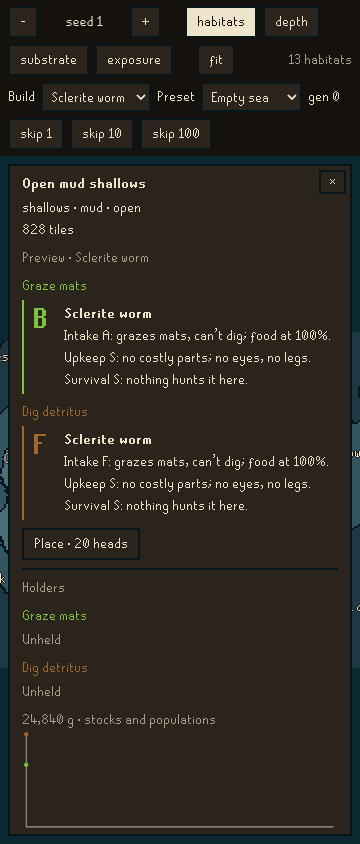 - seed 1 + habitats depth
substrate exposure fit 13 habitats
Build Sclerite worm Preset Empty sea gen 0
skip 1 skip 10 skip 100
Open mud shallows ×
shallows • mud • open
828 tiles
Preview • Sclerite worm
Graze mats
B Sclerite worm
Intake A: grazes mats, can't dig; food at 100%.
Upkeep S: no costly parts; no eyes, no legs.
Survival S: nothing hunts it here.
Dig detritus
F Sclerite worm
Intake F: grazes mats, can't dig; food at 100%.
Upkeep S: no costly parts; no eyes, no legs.
Survival S: nothing hunts it here.
Place • 20 heads
Holders
Graze mats
Unheld
Dig detritus
Unheld
24,840 g • stocks and populations